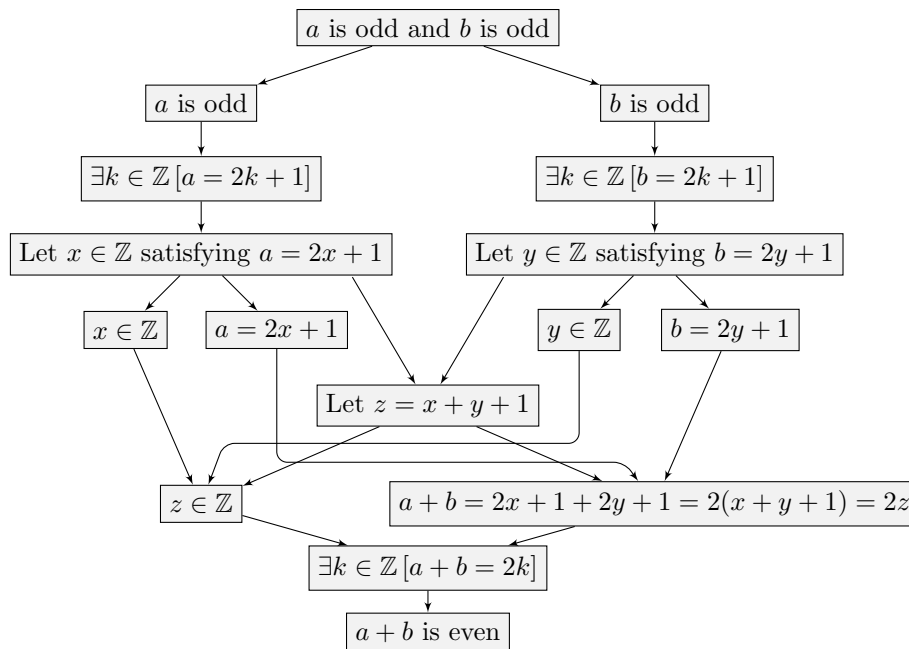 a is odd and b is odd
a is odd
b is odd
∃k ∈ ℤ [a = 2k + 1]
∃k ∈ ℤ [b = 2k + 1]
Let x ∈ ℤ satisfying a = 2x + 1
Let y ∈ ℤ satisfying b = 2y + 1
x ∈ ℤ
a = 2x + 1
y ∈ ℤ
b = 2y + 1
Let z = x + y + 1
z ∈ ℤ
a + b = 2x + 1 + 2y + 1 = 2(x + y + 1) = 2z
∃k ∈ ℤ [a + b = 2k]
a + b is even